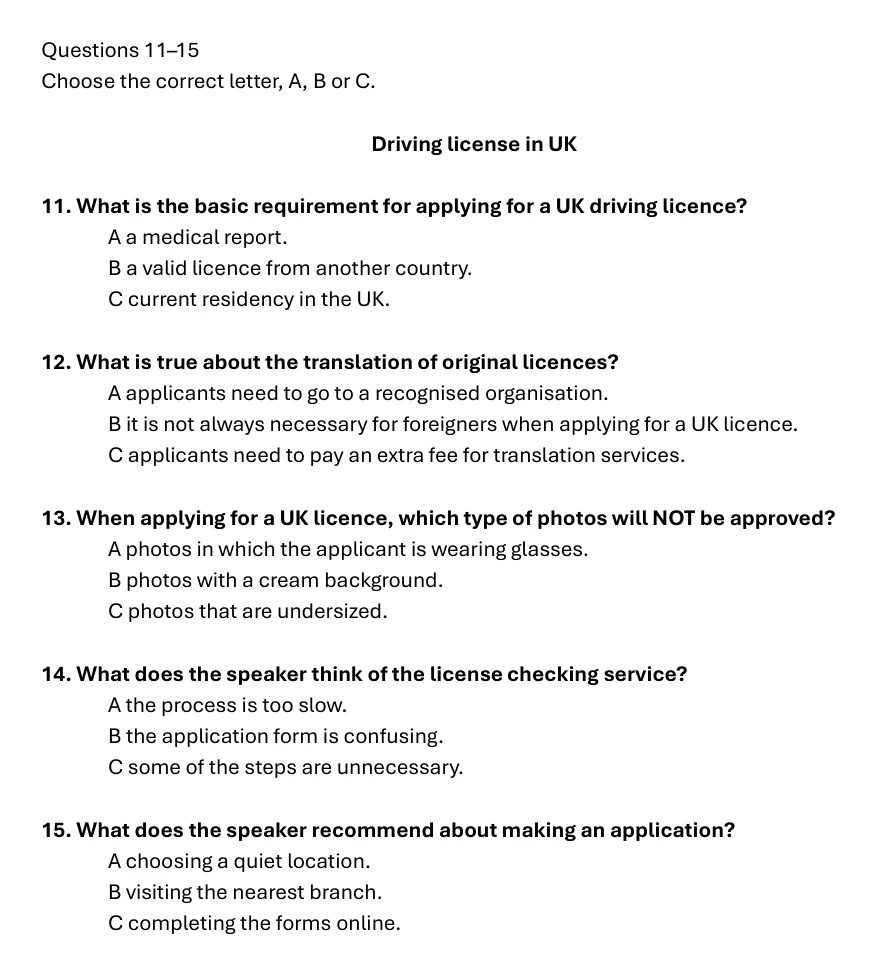 Questions 11–15
Choose the correct letter, A, B or C.
Driving license in UK
11. What is the basic requirement for applying for a UK driving licence?
A a medical report.
B a valid licence from another country.
C current residency in the UK.
12. What is true about the translation of original licences?
A applicants need to go to a recognised organisation.
B it is not always necessary for foreigners when applying for a UK licence.
C applicants need to pay an extra fee for translation services.
13. When applying for a UK licence, which type of photos will NOT be approved?
A photos in which the applicant is wearing glasses.
B photos with a cream background.
C photos that are undersized.
14. What does the speaker think of the license checking service?
A the process is too slow.
B the application form is confusing.
C some of the steps are unnecessary.
15. What does the speaker recommend about making an application?
A choosing a quiet location.
B visiting the nearest branch.
C completing the forms online.